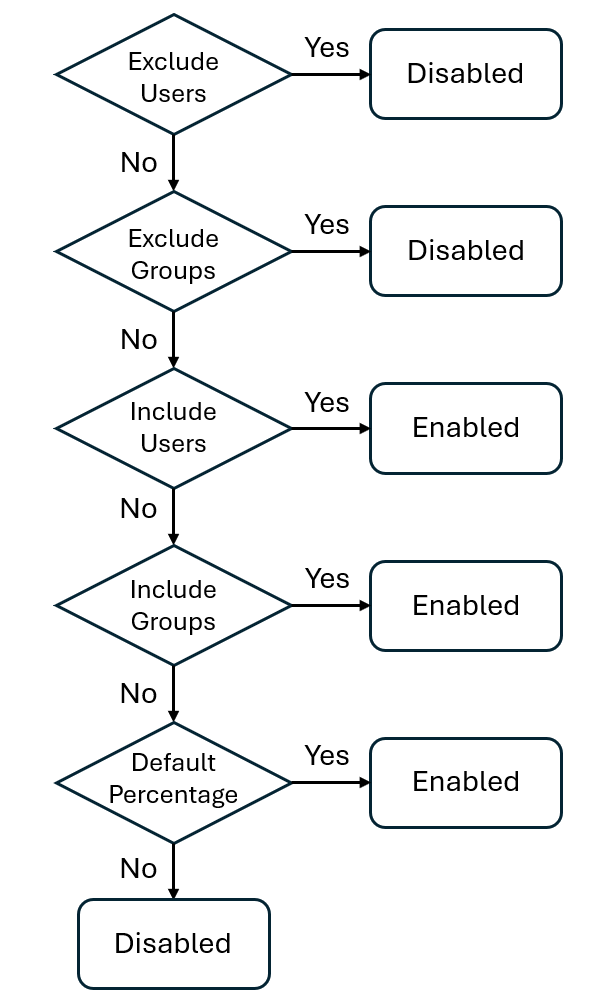 Exclude
Users
Yes
Disabled
No
Exclude
Groups
Yes
Disabled
No
Include
Users
Yes
Enabled
No
Include
Groups
Yes
Enabled
No
Default
Percentage
Yes
Enabled
No
Disabled